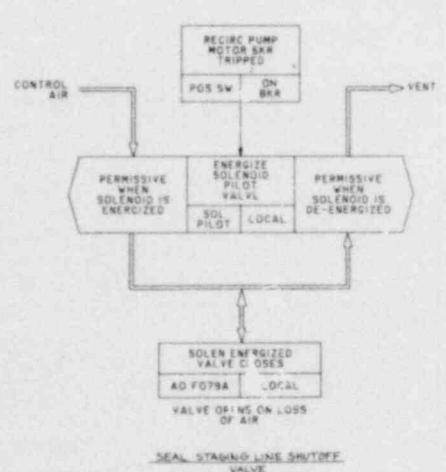 RECIRC PUMP
MOTOR BKR
TRIPPED
POS SW
ON
BKR
CONTROL
AIR
VENT
PERMISSIVE
WHEN
SOLENOID IS
ENERGIZED
ENERGIZE
SOLENOID
PILOT
VALVE
SOL
PILOT
LOCAL
PERMISSIVE
WHEN
SOLENOID IS
DE-ENERGIZED
SOLEN ENERGIZED
VALVE CLOSES
AO F079A
LOCAL
VALVE OPENS ON LOSS
OF AIR
SEAL STAGING LINE SHUTOFF
VALVE